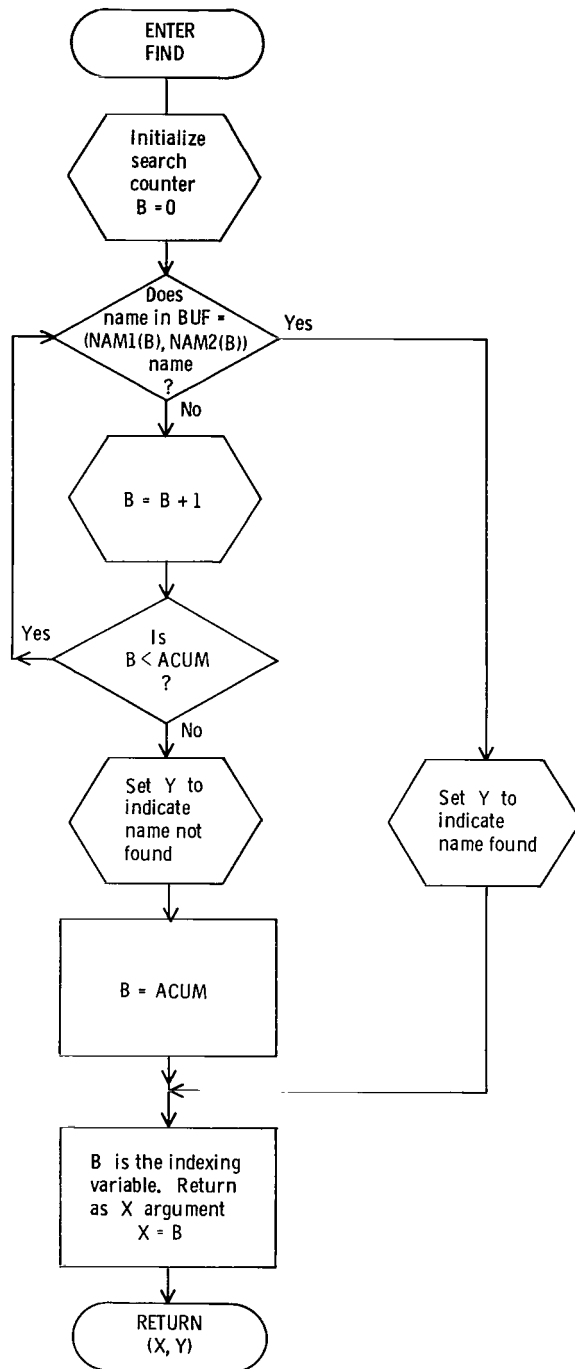 ENTER
FIND
Initialize
search
counter
B = 0
Does
name in BUF =
(NAM1(B), NAM2(B))
name
?
Yes
No
B = B + 1
Is
B < ACUM
?
Yes
No
Set Y to
indicate
name not
found
Set Y to
indicate
name found
B = ACUM
B is the indexing
variable. Return
as X argument
X = B
RETURN
(X, Y)